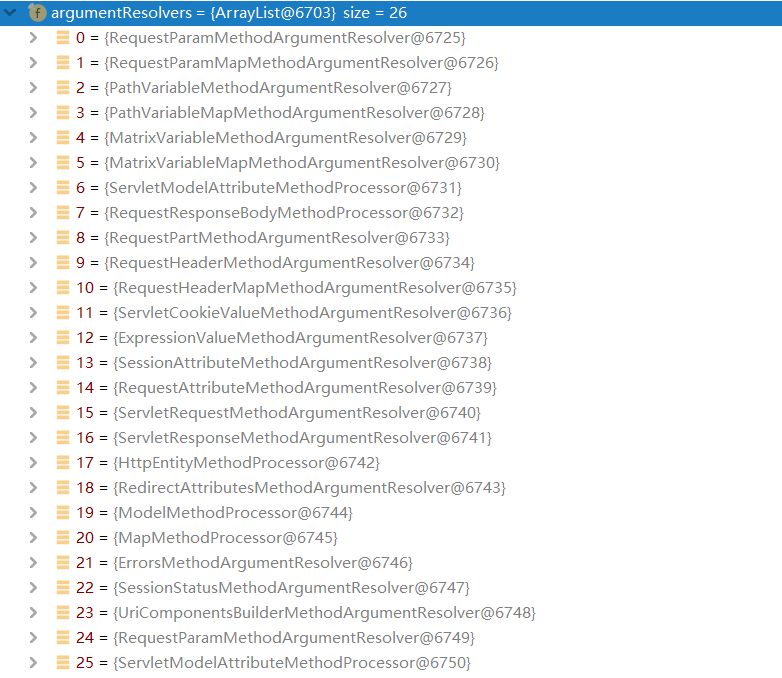 argumentResolvers = {ArrayList@6703} size = 26
0 = {RequestParamMethodArgumentResolver@6725}
1 = {RequestParamMapMethodArgumentResolver@6726}
2 = {PathVariableMethodArgumentResolver@6727}
3 = {PathVariableMapMethodArgumentResolver@6728}
4 = {MatrixVariableMethodArgumentResolver@6729}
5 = {MatrixVariableMapMethodArgumentResolver@6730}
6 = {ServletModelAttributeMethodProcessor@6731}
7 = {RequestResponseBodyMethodProcessor@6732}
8 = {RequestPartMethodArgumentResolver@6733}
9 = {RequestHeaderMethodArgumentResolver@6734}
10 = {RequestHeaderMapMethodArgumentResolver@6735}
11 = {ServletCookieValueMethodArgumentResolver@6736}
12 = {ExpressionValueMethodArgumentResolver@6737}
13 = {SessionAttributeMethodArgumentResolver@6738}
14 = {RequestAttributeMethodArgumentResolver@6739}
15 = {ServletRequestMethodArgumentResolver@6740}
16 = {ServletResponseMethodArgumentResolver@6741}
17 = {HttpEntityMethodProcessor@6742}
18 = {RedirectAttributesMethodArgumentResolver@6743}
19 = {ModelMethodProcessor@6744}
20 = {MapMethodProcessor@6745}
21 = {ErrorsMethodArgumentResolver@6746}
22 = {SessionStatusMethodArgumentResolver@6747}
23 = {UriComponentsBuilderMethodArgumentResolver@6748}
24 = {RequestParamMethodArgumentResolver@6749}
25 = {ServletModelAttributeMethodProcessor@6750}